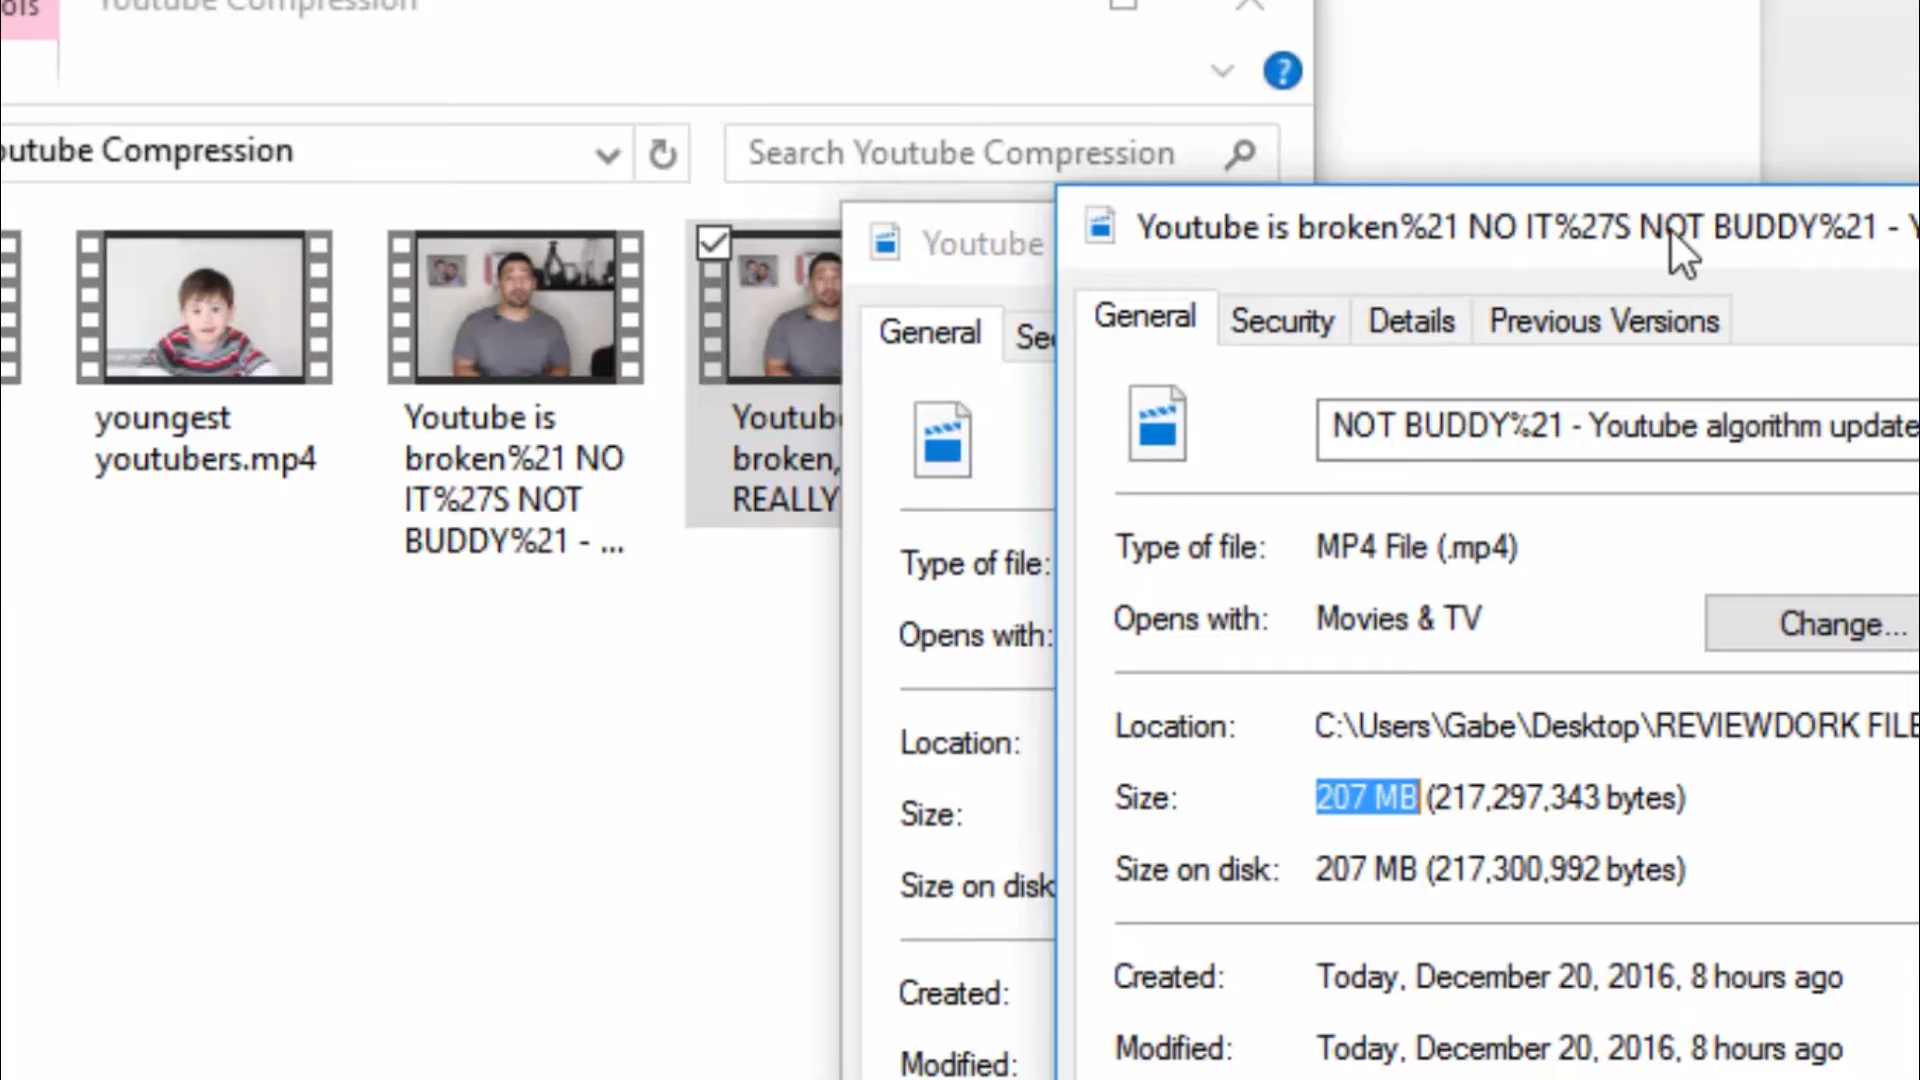 ols
Youtube Compression
outube Compression
Search Youtube Compression
youngest
youtubers.mp4
Youtube is
broken%21 NO
IT%27S NOT
BUDDY%21 - ...
broken,
REALLY
Youtube
General
Type of file:
Opens with:
Location:
Size:
Size on disk
Created:
Modified:
Youtube is broken%21 NO IT%27S NOT BUDDY%21 -
General
Security
Details
Previous Versions
NOT BUDDY%21 - Youtube algorithm update
Type of file: MP4 File (.mp4)
Opens with: Movies & TV
Change...
Location: C:\Users\Gabe\Desktop\REVIEWDORK FILE
Size: 207 MB (217,297,343 bytes)
Size on disk: 207 MB (217,300,992 bytes)
Created: Today, December 20, 2016, 8 hours ago
Modified: Today, December 20, 2016, 8 hours ago